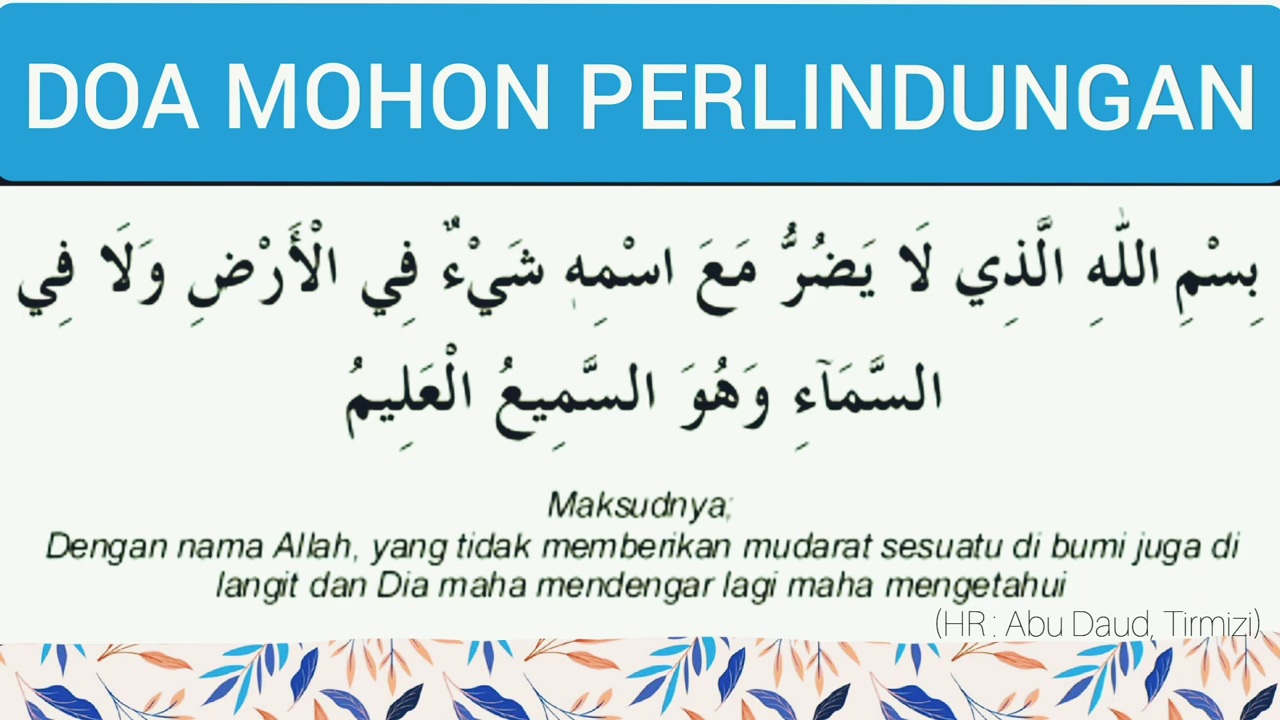 DOA MOHON PERLINDUNGAN
بِسْمِ اللّٰهِ الَّذِي لَا يَضُرُّ مَعَ اسْمِهٖ شَيْءٌ فِي الْأَرْضِ وَلَا فِي
السَّمَآءِ وَهُوَ السَّمِيعُ الْعَلِيمُ
Maksudnya;
Dengan nama Allah, yang tidak memberikan mudarat sesuatu di bumi juga di
langit dan Dia maha mendengar lagi maha mengetahui
(HR : Abu Daud, Tirmizi)